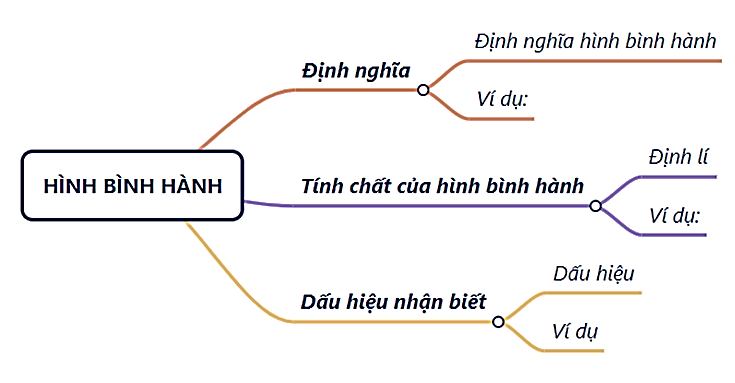 HÌNH BÌNH HÀNH
Định nghĩa
Định nghĩa hình bình hành
Ví dụ:
Tính chất của hình bình hành
Định lí
Ví dụ:
Dấu hiệu nhận biết
Dấu hiệu
Ví dụ